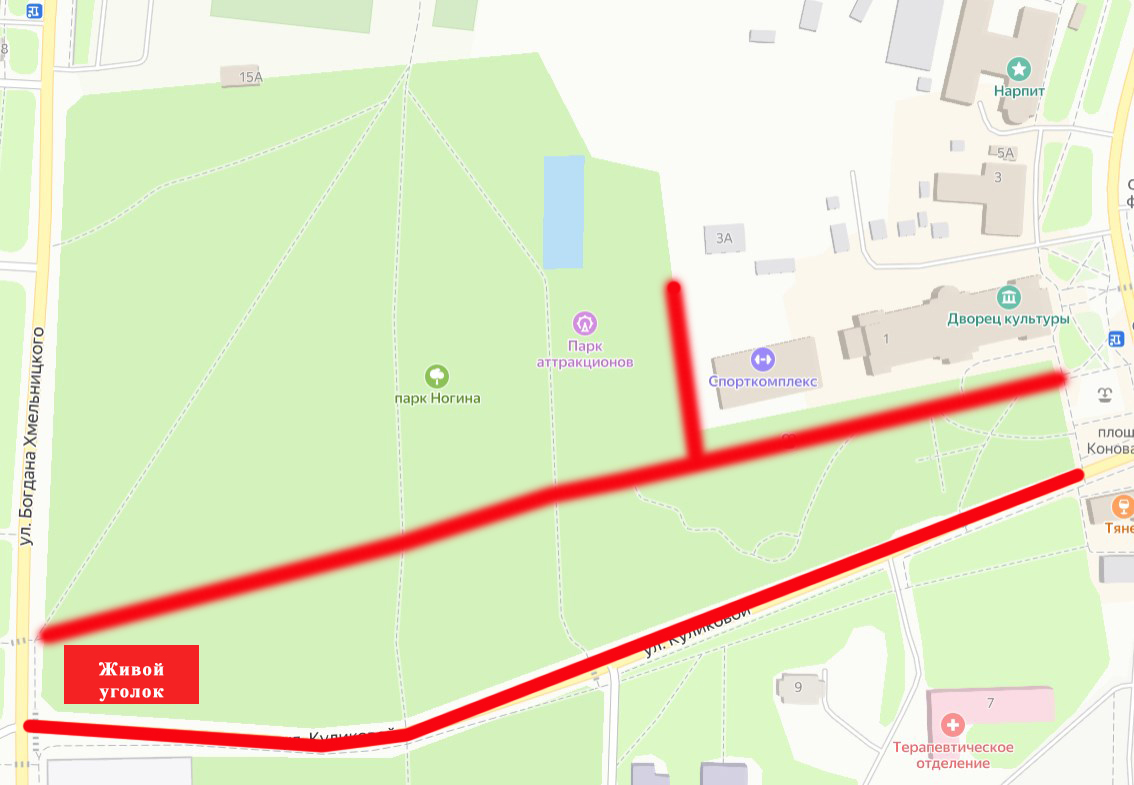 8
15А
Нарпит
5А
3
3А
Дворец культуры
1
Спорткомплекс
Парк
аттракционов
парк Ногина
ул. Богдана Хмельницкого
площ
Конова
Тяне
ул. Куликовой
Живой
уголок
9
7
Терапевтическое
отделение